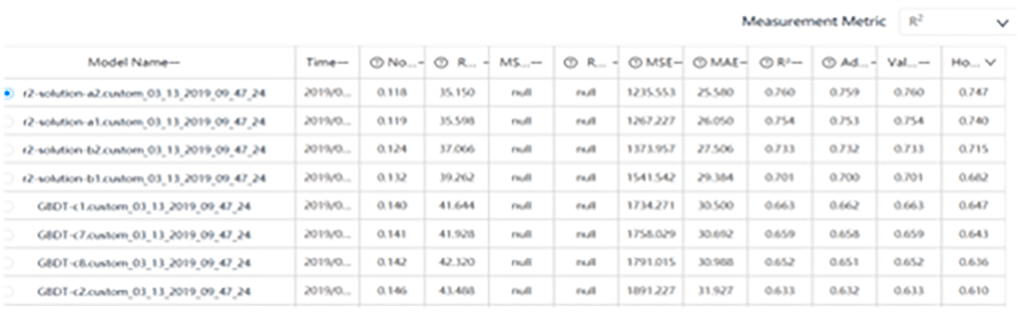 Measurement Metric R²
Model Name Time No... R... MS... R... MSE MAE R² Ad... Val... Ho...
r2-solution-a2.custom_03_13_2019_09_47_24 2019/0... 0.118 35.150 null null 1235.553 25.580 0.760 0.759 0.760 0.747
r2-solution-a1.custom_03_13_2019_09_47_24 2019/0... 0.119 35.598 null null 1267.227 26.050 0.754 0.753 0.754 0.740
r2-solution-b2.custom_03_13_2019_09_47_24 2019/0... 0.124 37.066 null null 1373.957 27.506 0.733 0.732 0.733 0.715
r2-solution-b1.custom_03_13_2019_09_47_24 2019/0... 0.132 39.262 null null 1541.542 29.384 0.701 0.700 0.701 0.682
GBDT-c1.custom_03_13_2019_09_47_24 2019/0... 0.140 41.644 null null 1734.271 30.500 0.663 0.662 0.663 0.647
GBDT-c7.custom_03_13_2019_09_47_24 2019/0... 0.141 41.928 null null 1758.029 30.692 0.659 0.658 0.659 0.643
GBDT-c8.custom_03_13_2019_09_47_24 2019/0... 0.142 42.320 null null 1791.015 30.988 0.652 0.651 0.652 0.636
GBDT-c2.custom_03_13_2019_09_47_24 2019/0... 0.146 43.488 null null 1891.227 31.927 0.633 0.632 0.633 0.610